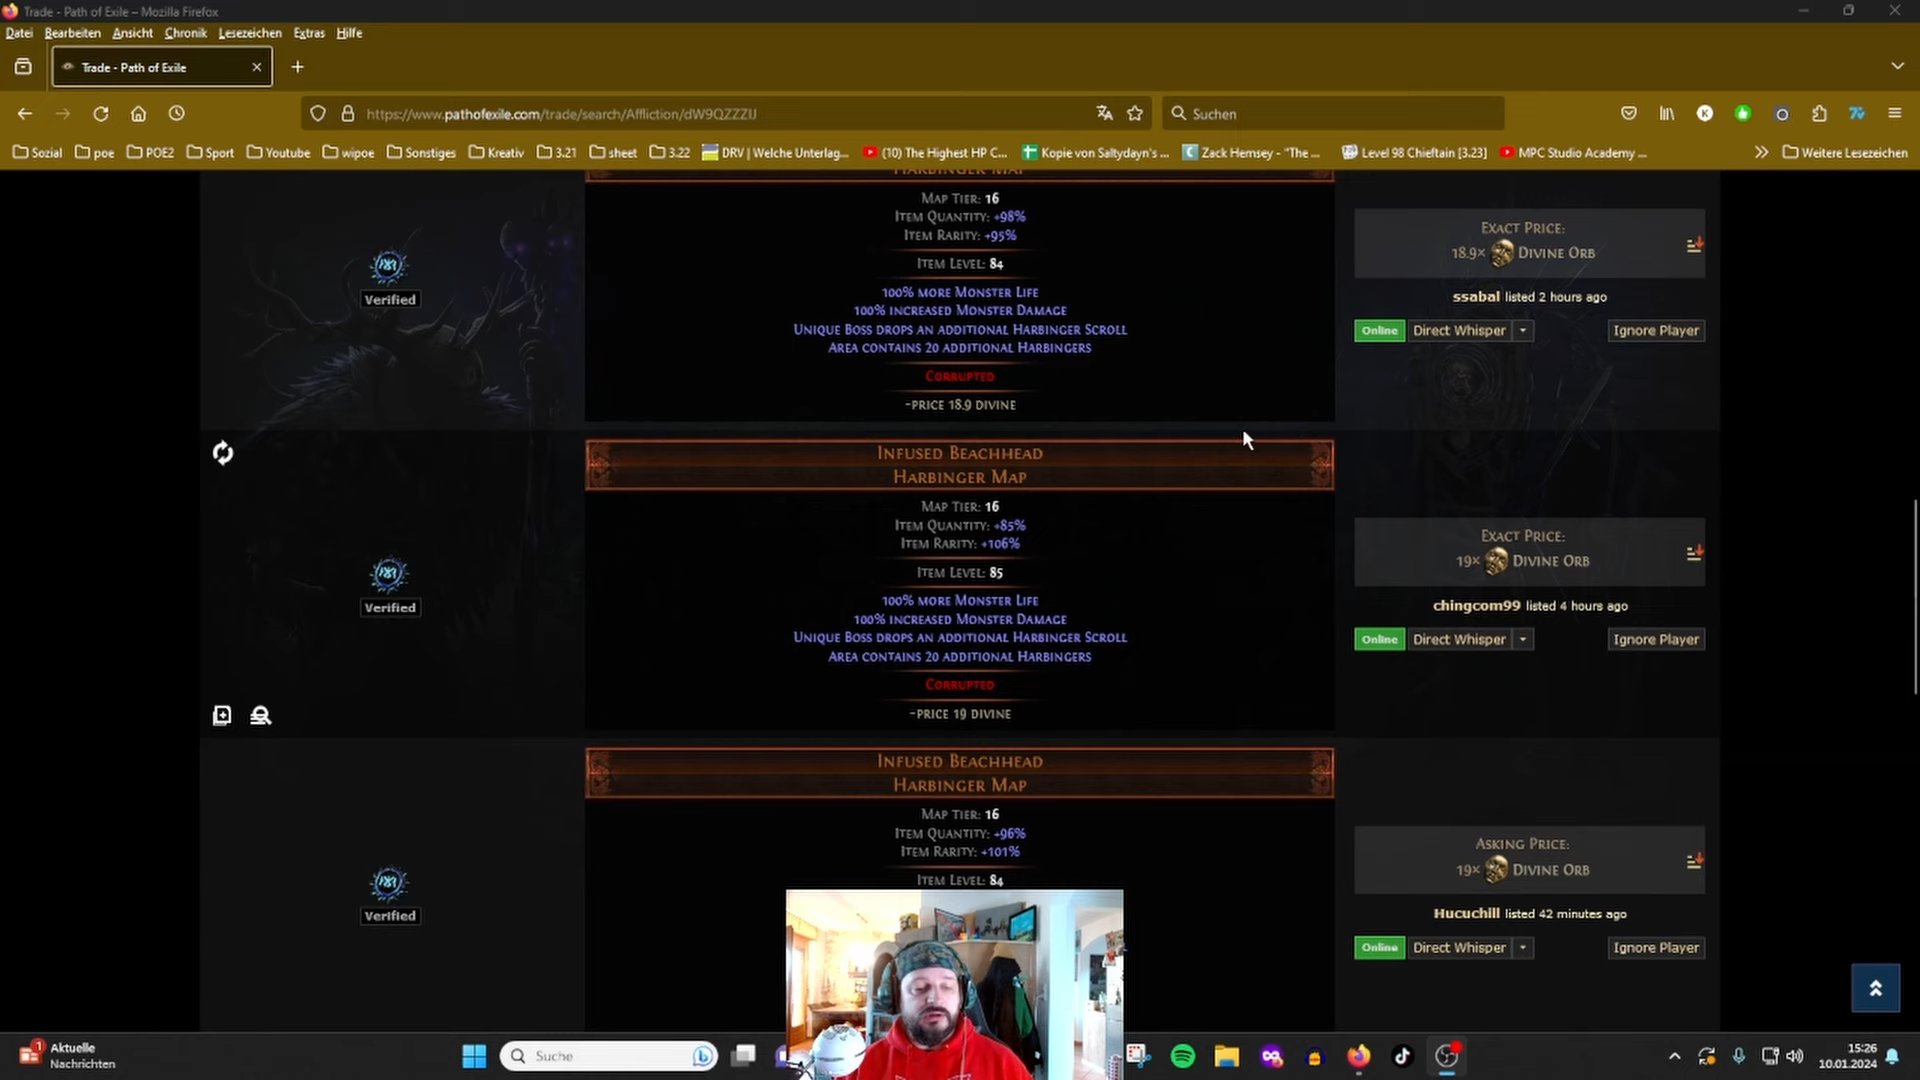 Trade - Path of Exile – Mozilla Firefox
Datei Bearbeiten Ansicht Chronik Lesezeichen Extras Hilfe
Trade - Path of Exile
https://www.pathofexile.com/trade/search/Affliction/dW9QZZZIJ
Suchen
Sozial poe POE2 Sport Youtube wipoe Sonstiges Kreativ 3.21 sheet 3.22 DRV | Welche Unterlag... (10) The Highest HP C... Kopie von Saltydayn's ... Zack Hemsey - "The ... Level 98 Chieftain [3.23] MPC Studio Academy ... Weitere Lesezeichen
Harbinger Map
Map Tier: 16
Item Quantity: +98%
Item Rarity: +95%
Item Level: 84
100% more Monster Life
100% increased Monster Damage
Unique Boss drops an additional Harbinger Scroll
Area contains 20 additional Harbingers
Corrupted
~price 18.9 divine
Verified
Exact Price:
18.9× Divine Orb
ssabal listed 2 hours ago
Online Direct Whisper Ignore Player
Infused Beachhead
Harbinger Map
Map Tier: 16
Item Quantity: +85%
Item Rarity: +106%
Item Level: 85
100% more Monster Life
100% increased Monster Damage
Unique Boss drops an additional Harbinger Scroll
Area contains 20 additional Harbingers
Corrupted
~price 19 divine
Verified
Exact Price:
19× Divine Orb
chingcom99 listed 4 hours ago
Online Direct Whisper Ignore Player
Infused Beachhead
Harbinger Map
Map Tier: 16
Item Quantity: +96%
Item Rarity: +101%
Item Level: 84
Verified
Asking Price:
19× Divine Orb
Hucuchill listed 42 minutes ago
Online Direct Whisper Ignore Player
1
Aktuelle
Nachrichten
Suche
15:26
10.01.2024